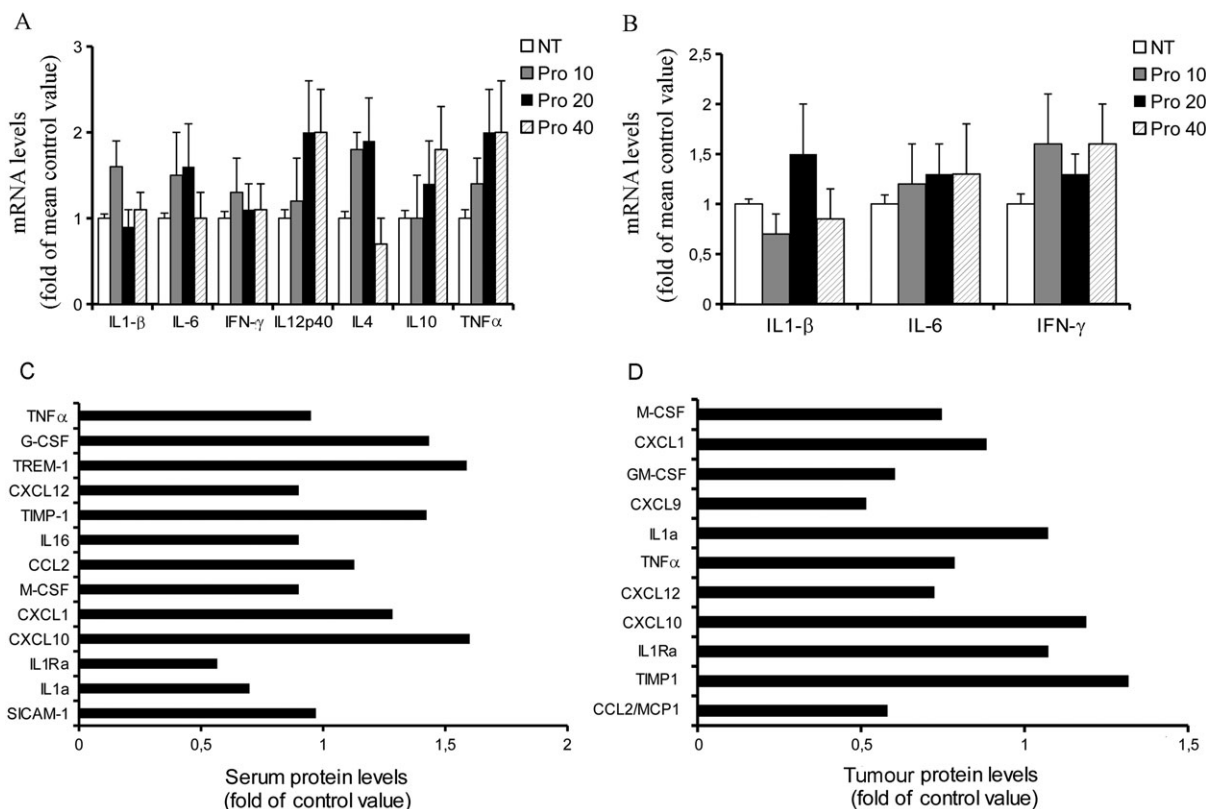 A
mRNA levels
(fold of mean control value)
3
2
1
0
IL1-β IL-6 IFN-γ IL12p40 IL4 IL10 TNFα
NT
Pro 10
Pro 20
Pro 40
B
mRNA levels
(fold of mean control value)
2,5
2
1,5
1
0,5
0
IL1-β IL-6 IFN-γ
NT
Pro 10
Pro 20
Pro 40
C
TNFα
G-CSF
TREM-1
CXCL12
TIMP-1
IL16
CCL2
M-CSF
CXCL1
CXCL10
IL1Ra
IL1a
SICAM-1
0 0,5 1 1,5 2
Serum protein levels
(fold of control value)
D
M-CSF
CXCL1
GM-CSF
CXCL9
IL1a
TNFα
CXCL12
CXCL10
IL1Ra
TIMP1
CCL2/MCP1
0 0,5 1 1,5
Tumour protein levels
(fold of control value)